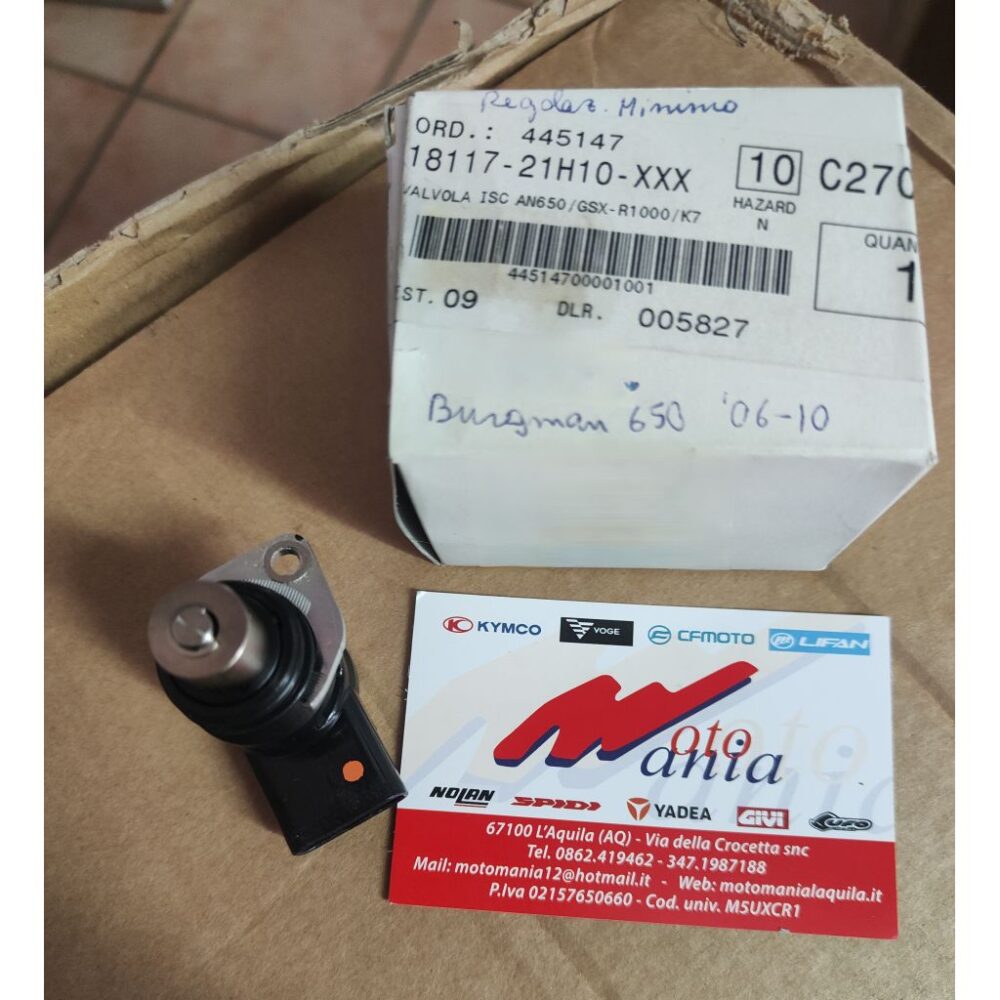 Regolaz. Minimo
ORD.: 445147
18117-21H10-XXX
10
C270
VALVOLA ISC AN650/GSX-R1000/K7
HAZARD
N
QUAN
1
44514700001001
EST. 09 DLR. 005827
Burgman 650 '06-10
KYMCO VOGE CFMOTO LIFAN
Moto
Mania
NOLAN SPIDI YADEA GIVI UFO
67100 L'Aquila (AQ) - Via della Crocetta snc
Tel. 0862.419462 - 347.1987188
Mail: motomania12@hotmail.it - Web: motomanialaquila.it
P.Iva 02157650660 - Cod. univ. M5UXCR1